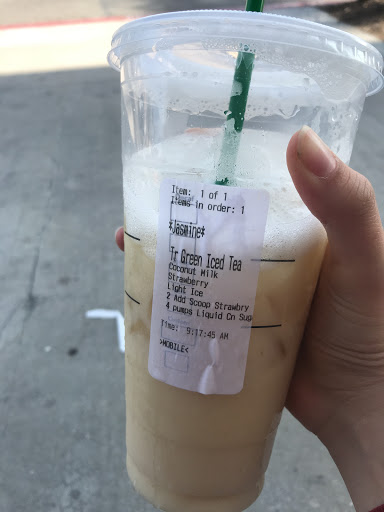 Item: 1 of 1
Items in order: 1
*Jasmine*
Tr Green Iced Tea
Coconut Milk
Strawberry
Light Ice
2 Add Scoop Strawbry
4 pumps Liquid Cn Sug
Time: 9:17:45 AM
>MOBILE<